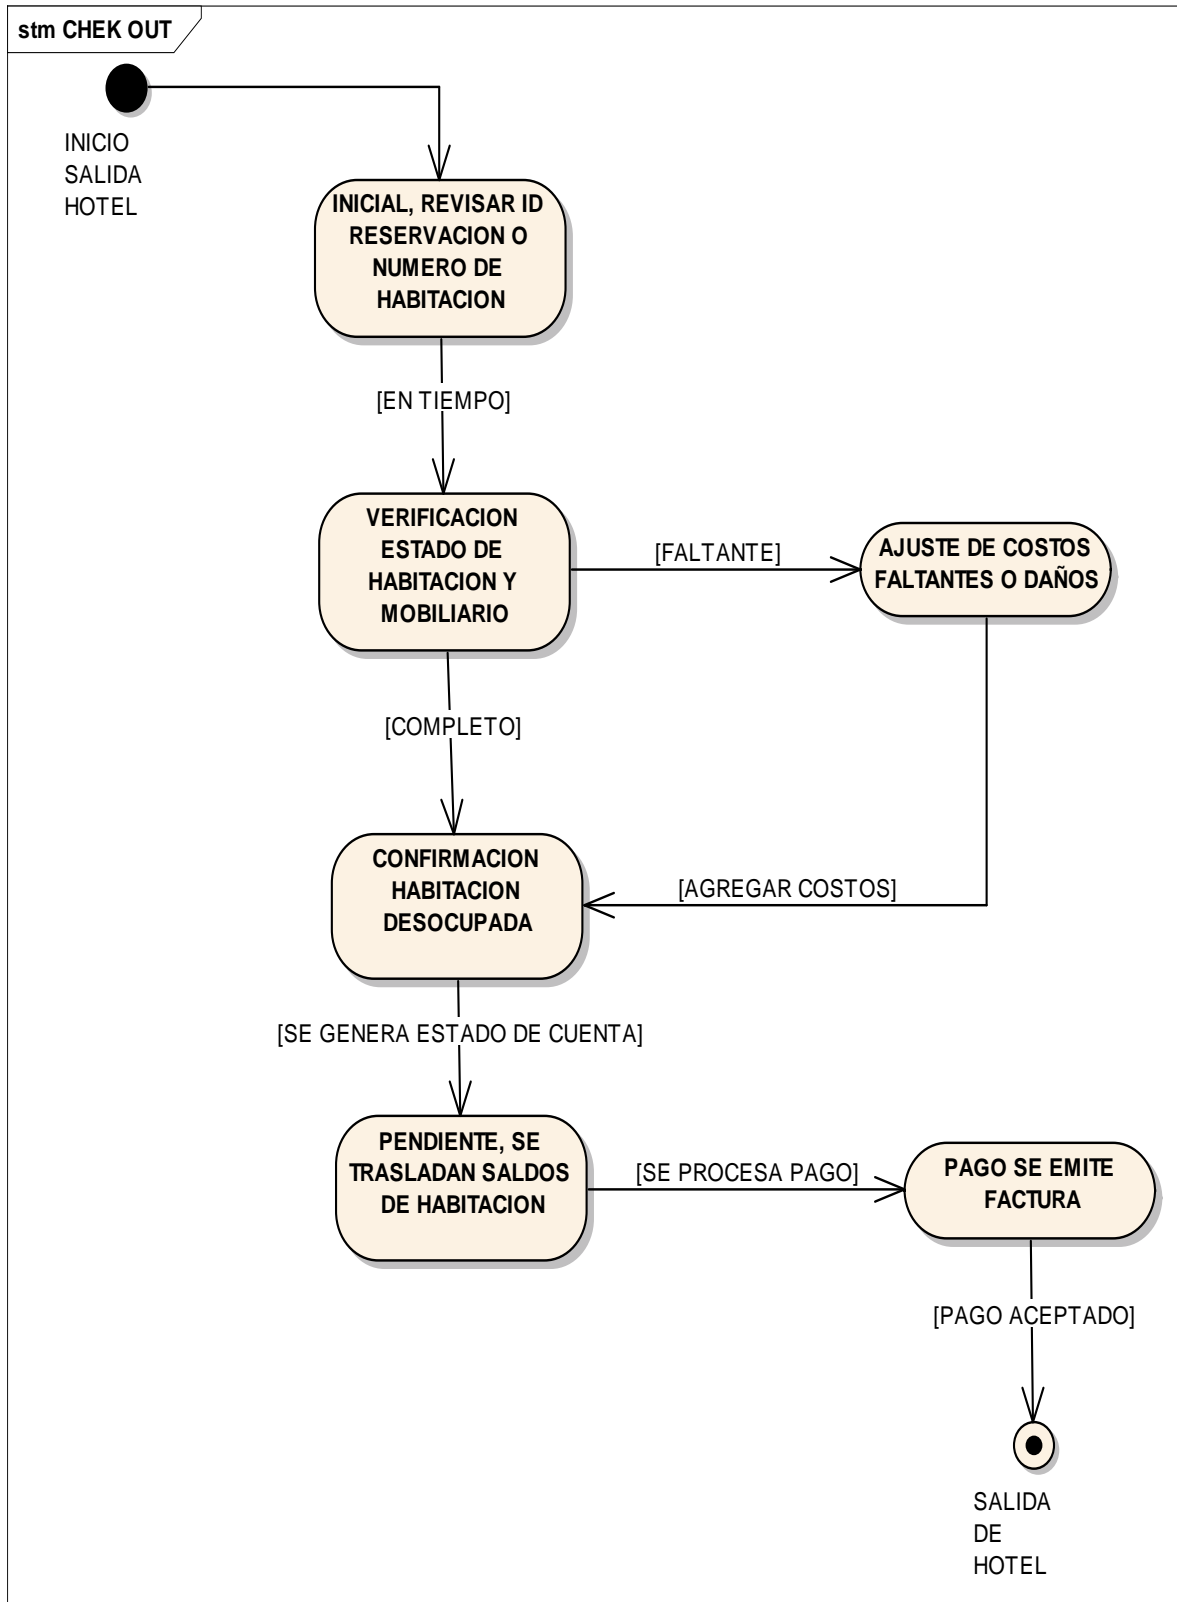 stm CHEK OUT
INICIO
SALIDA
HOTEL
INICIAL, REVISAR ID
RESERVACION O
NUMERO DE
HABITACION
[EN TIEMPO]
VERIFICACION
ESTADO DE
HABITACION Y
MOBILIARIO
[FALTANTE]
AJUSTE DE COSTOS
FALTANTES O DAÑOS
[COMPLETO]
CONFIRMACION
HABITACION
DESOCUPADA
[AGREGAR COSTOS]
[SE GENERA ESTADO DE CUENTA]
PENDIENTE, SE
TRASLADAN SALDOS
DE HABITACION
[SE PROCESA PAGO]
PAGO SE EMITE
FACTURA
[PAGO ACEPTADO]
SALIDA
DE
HOTEL